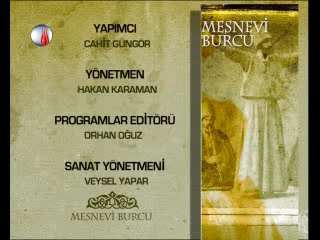 YAPIMCI
CAHİT GÜNGÖR
YÖNETMEN
HAKAN KARAMAN
PROGRAMLAR EDİTÖRÜ
ORHAN OĞUZ
SANAT YÖNETMENİ
VEYSEL YAPAR
MESNEVİ BURCU
MESNEVİ
BURCU